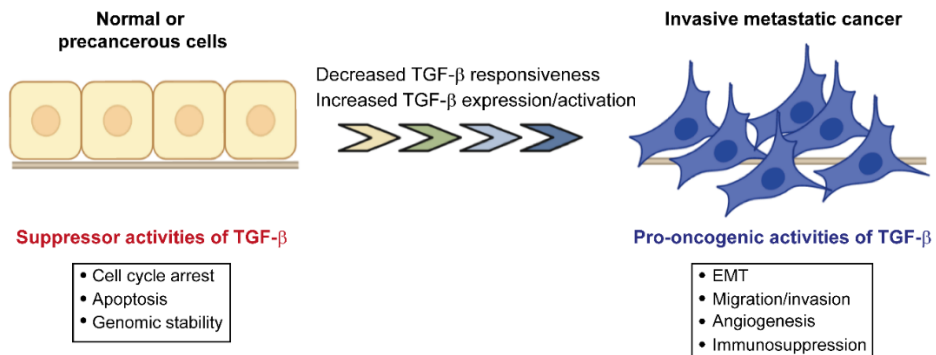 Normal or
precancerous cells
Invasive metastatic cancer
Decreased TGF-β responsiveness
Increased TGF-β expression/activation
Suppressor activities of TGF-β
• Cell cycle arrest
• Apoptosis
• Genomic stability
Pro-oncogenic activities of TGF-β
• EMT
• Migration/invasion
• Angiogenesis
• Immunosuppression